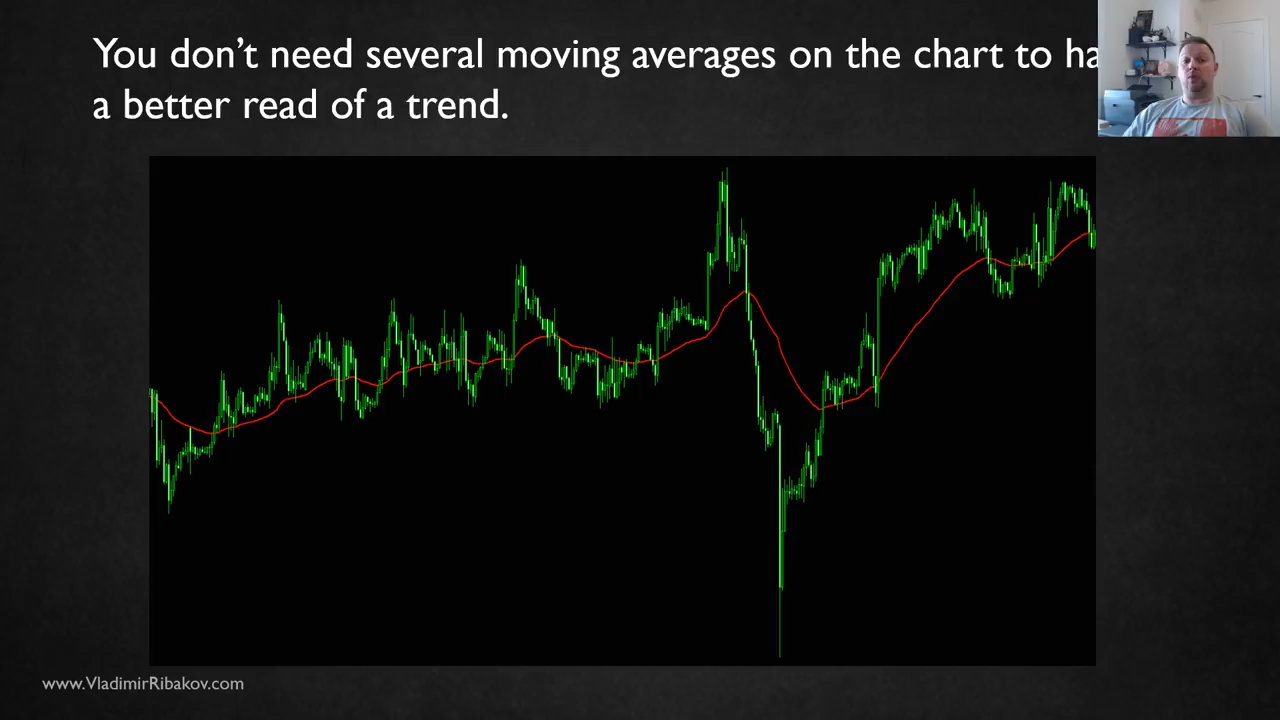 You don’t need several moving averages on the chart to ha
a better read of a trend.
www.VladimirRibakov.com